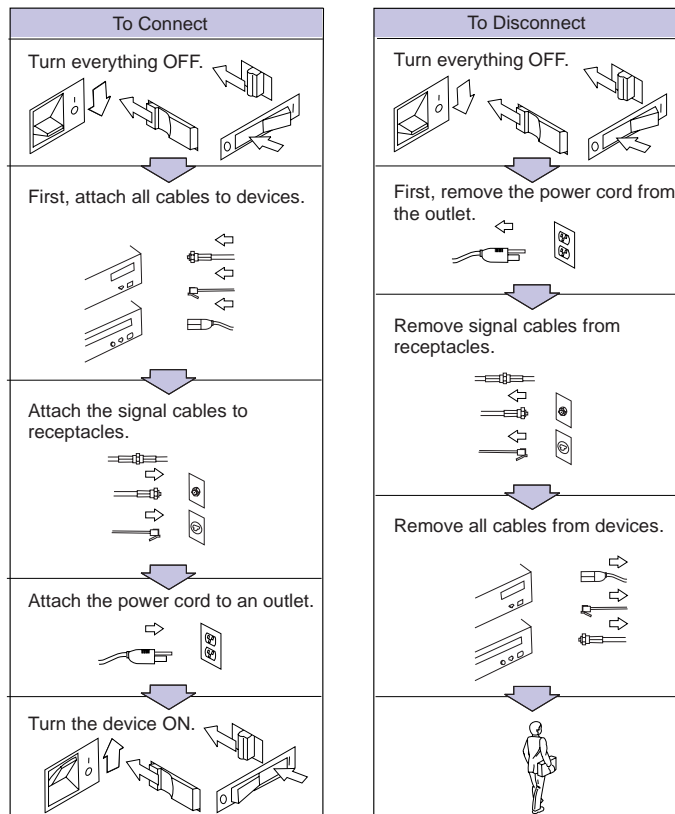 To Connect
Turn everything OFF.
First, attach all cables to devices.
Attach the signal cables to
receptacles.
Attach the power cord to an outlet.
Turn the device ON.
To Disconnect
Turn everything OFF.
First, remove the power cord from
the outlet.
Remove signal cables from
receptacles.
Remove all cables from devices.